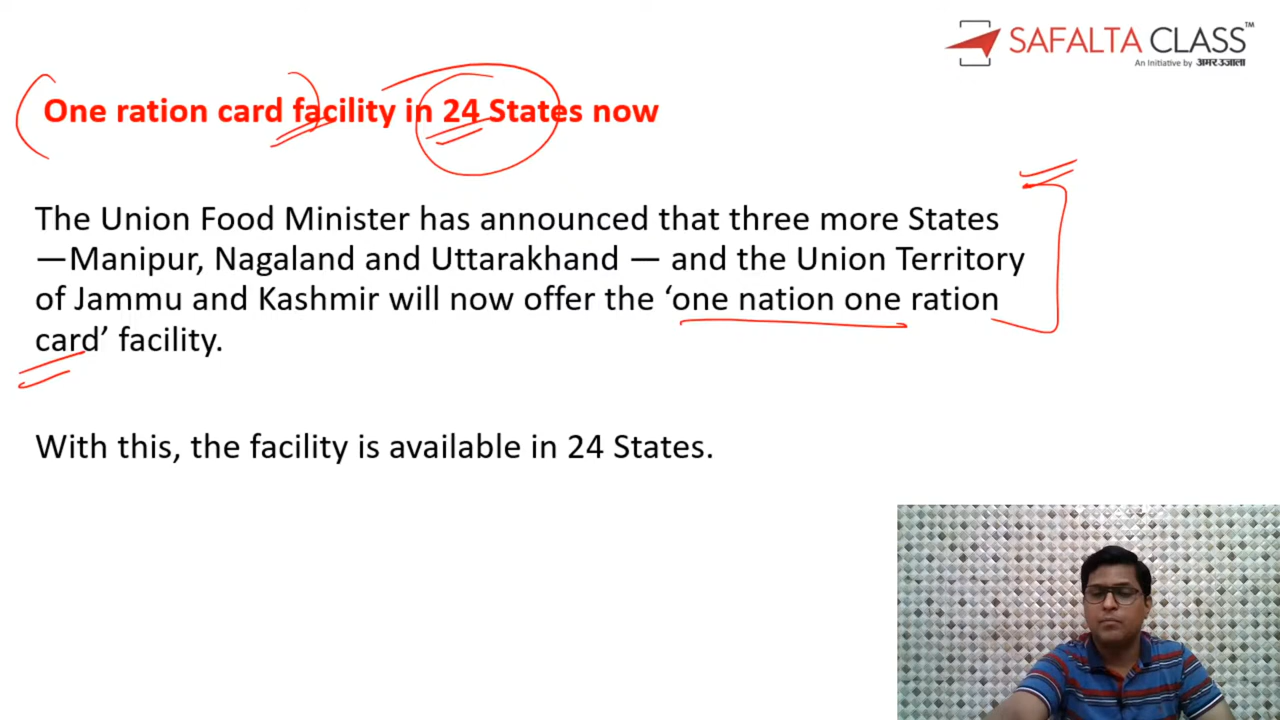 SAFALTA CLASS™
An Initiative by अमर उजाला
One ration card facility in 24 States now
The Union Food Minister has announced that three more States
—Manipur, Nagaland and Uttarakhand — and the Union Territory
of Jammu and Kashmir will now offer the ‘one nation one ration
card’ facility.
With this, the facility is available in 24 States.